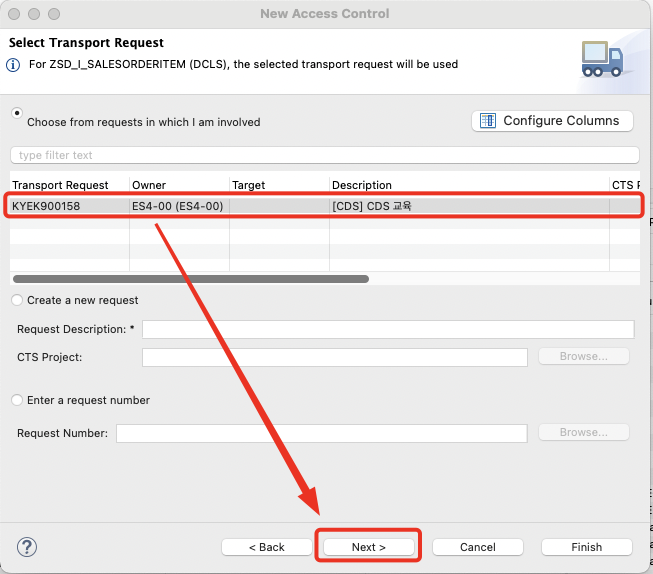 New Access Control
Select Transport Request
For ZSD_I_SALESORDERITEM (DCLS), the selected transport request will be used
Choose from requests in which I am involved
Configure Columns
type filter text
Transport Request Owner Target Description CTS P
KYEK900158 ES4-00 (ES4-00) [CDS] CDS 교육
Create a new request
Request Description: *
CTS Project: Browse...
Enter a request number
Request Number: Browse...
? < Back Next > Cancel Finish